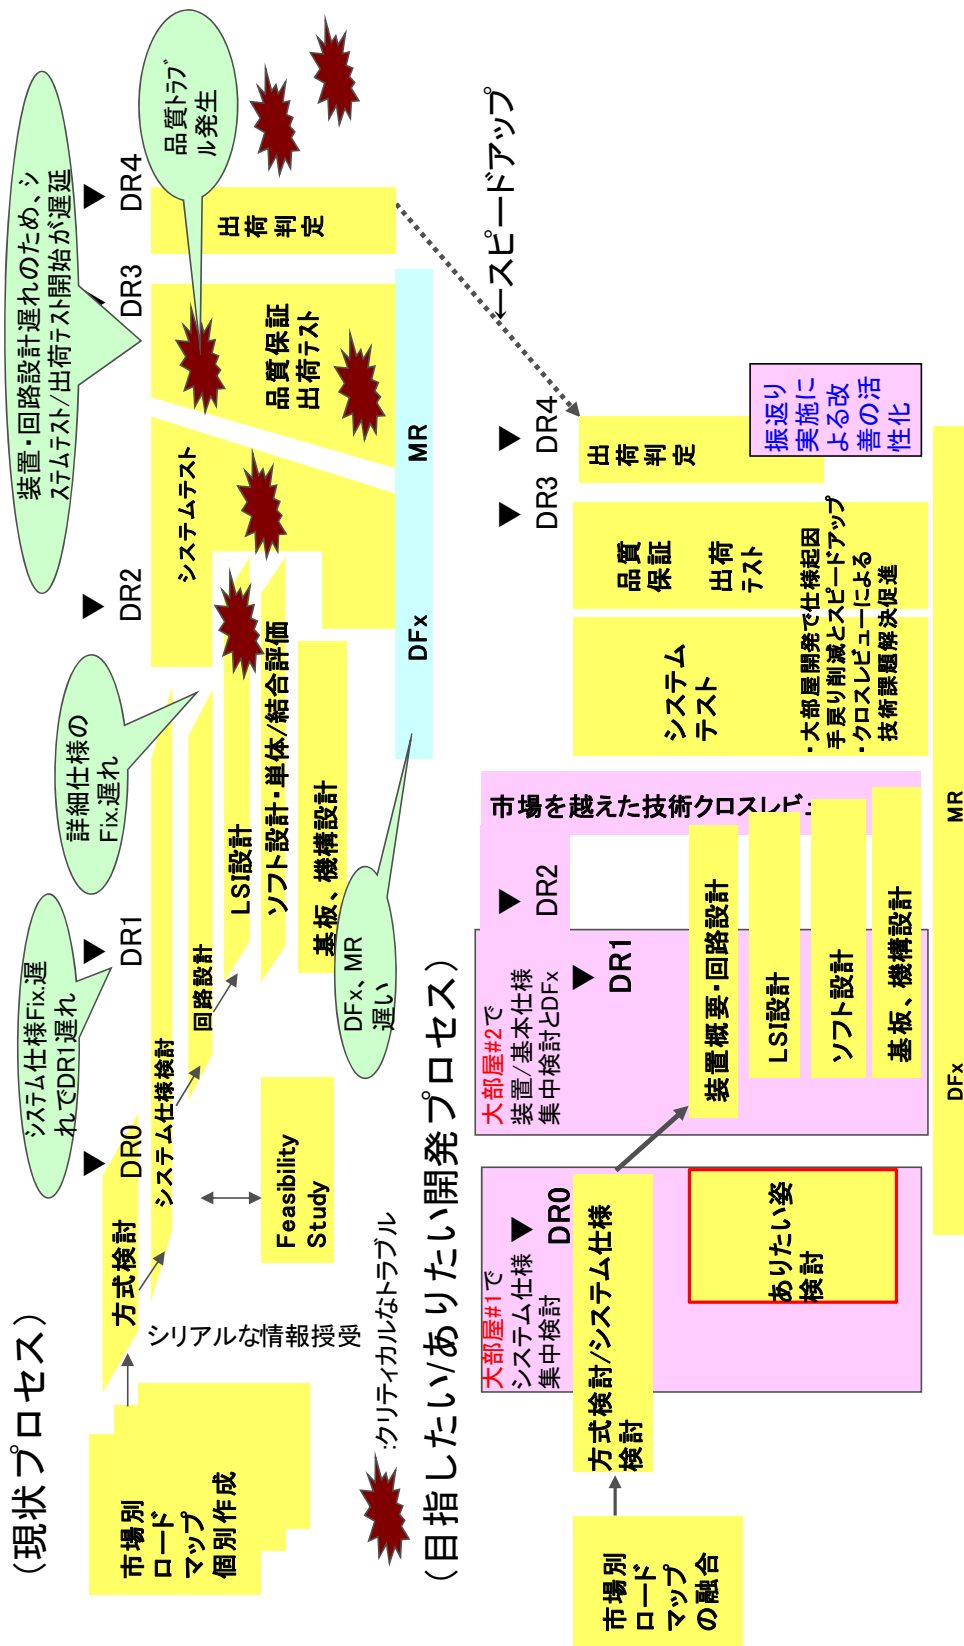 (現状プロセス)
市場別
ロード
マップ
個別作成
シリアルな情報授受
方式検討
システム仕様検討
Feasibility
Study
回路設計
LSI設計
ソフト設計・単体/結合評価
基板、機構設計
システムテスト
品質保証
出荷テスト
出荷判定
DR0
DR1
DR2
DR3
DR4
システム仕様Fix.遅
れでDR1遅れ
詳細仕様の
Fix.遅れ
装置・回路設計遅れのため、シ
ステムテスト/出荷テスト開始が遅延
品質トラブ
ル発生
DFx、MR
遅い
DFx
MR
:クリティカルなトラブル
←スピードアップ
(目指したい/ありたい開発プロセス)
市場別
ロード
マップ
の融合
大部屋#1で
システム仕様
集中検討
DR0
方式検討/システム仕様
検討
ありたい姿
検討
大部屋#2で
装置/基本仕様
集中検討とDFx
DR1
DR2
装置概要・回路設計
LSI設計
ソフト設計
基板、機構設計
市場を越えた技術クロスレビュ
システム
テスト
品質
保証
出荷
テスト
・大部屋開発で仕様起因
手戻り削減とスピードアップ
・クロスレビューによる
技術課題解決促進
DR3
DR4
出荷
判定
振返り
実施に
よる改
善の活
性化
DFx
MR